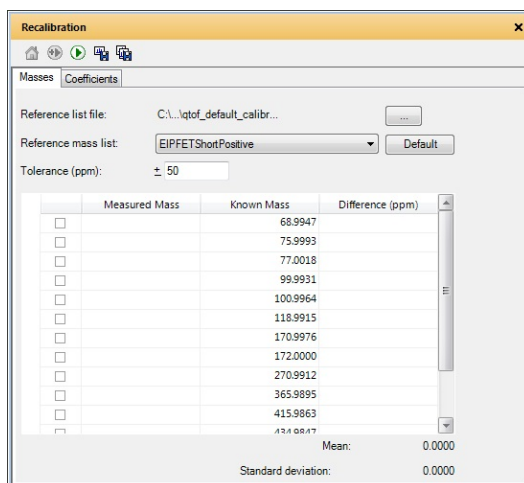 Recalibration
Masses Coefficients
Reference list file: C:\...\qtof_default_calibr... ...
Reference mass list: EIPFETShortPositive Default
Tolerance (ppm): ± 50
Measured Mass Known Mass Difference (ppm)
68.9947
75.9993
77.0018
99.9931
100.9964
118.9915
170.9976
172.0000
270.9912
365.9895
415.9863
434.9847
Mean: 0.0000
Standard deviation: 0.0000